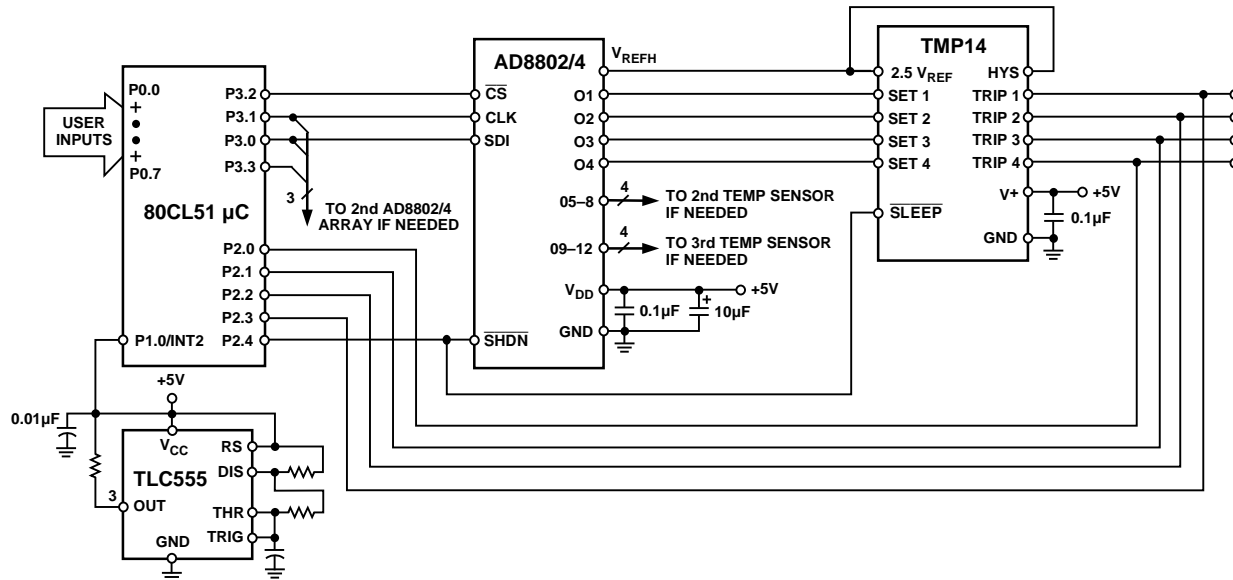 USER
INPUTS
P0.0
+
+
P0.7
80CL51 µC
P3.2
P3.1
P3.0
P3.3
P2.0
P2.1
P2.2
P2.3
P2.4
P1.0/INT2
3
TO 2nd AD8802/4
ARRAY IF NEEDED
AD8802/4
CS
CLK
SDI
SHDN
VREFH
O1
O2
O3
O4
05–8
09–12
VDD
GND
4
TO 2nd TEMP SENSOR
IF NEEDED
4
TO 3rd TEMP SENSOR
IF NEEDED
+5V
0.1µF
+
10µF
TMP14
2.5 VREF
SET 1
SET 2
SET 3
SET 4
SLEEP
HYS
TRIP 1
TRIP 2
TRIP 3
TRIP 4
V+
GND
+5V
0.1µF
+5V
0.01µF
TLC555
VCC
RS
DIS
THR
TRIG
3
OUT
GND